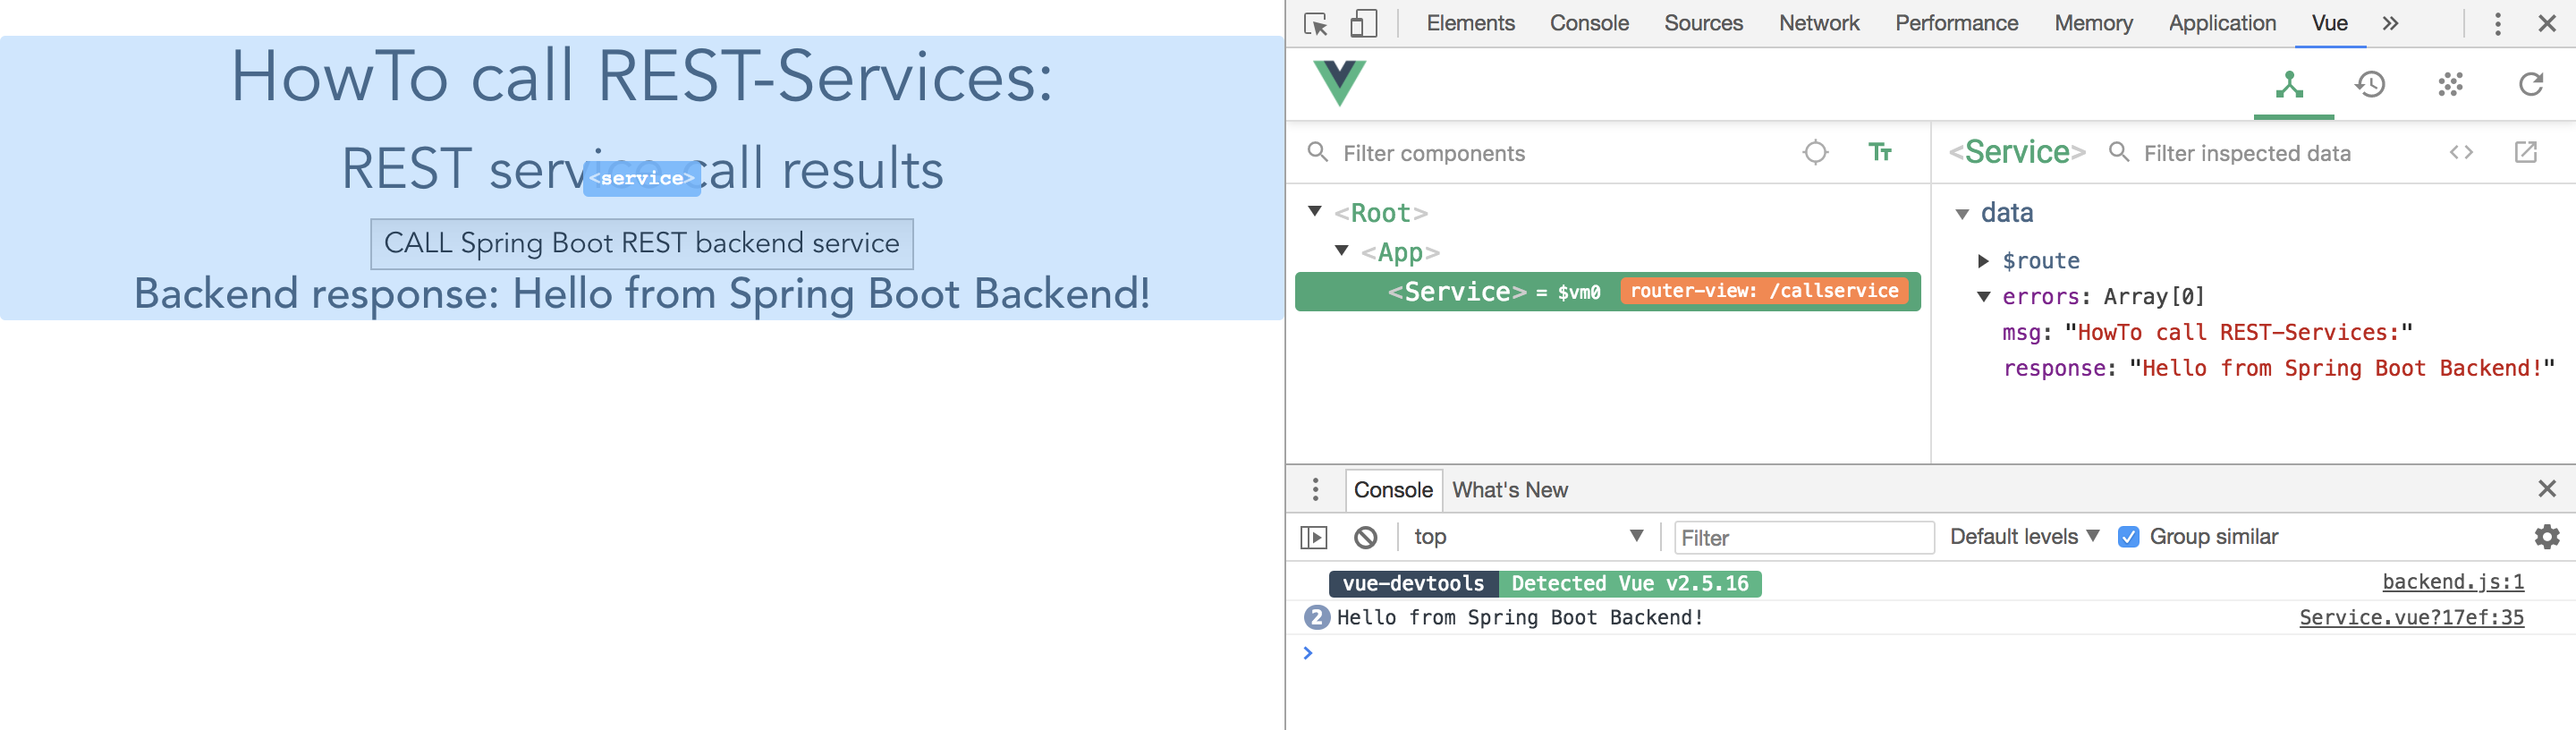 HowTo call REST-Services:
REST service call results
<service>
CALL Spring Boot REST backend service
Backend response: Hello from Spring Boot Backend!
Elements Console Sources Network Performance Memory Application Vue »
Filter components
<Service> Filter inspected data
<Root>
<App>
<Service> = $vm0 router-view: /callservice
data
$route
errors: Array[0]
msg: "HowTo call REST-Services:"
response: "Hello from Spring Boot Backend!"
Console What's New
top Filter Default levels Group similar
vue-devtools Detected Vue v2.5.16 backend.js:1
2 Hello from Spring Boot Backend! Service.vue?17ef:35